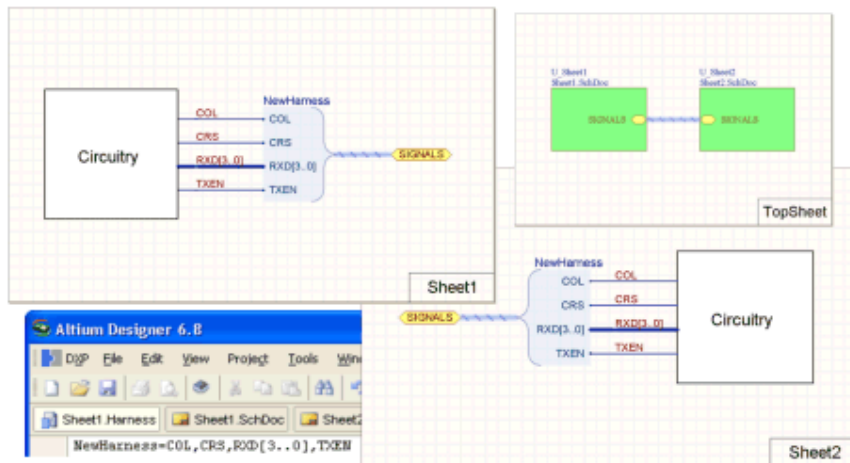 NewHarness
COL
COL
CRS
CRS
Circuitry
SIGNALS
RXD[3..0]
RXD[3..0]
TXEN
TXEN
Sheet1
U_Sheet1
Sheet1.SchDoc
U_Sheet2
Sheet2.SchDoc
SIGNALS
SIGNALS
TopSheet
NewHarness
COL
COL
CRS
CRS
SIGNALS
RXD[3..0]
RXD[3..0]
Circuitry
TXEN
TXEN
Sheet2
Altium Designer 6.8
DXP File Edit View Project Tools
Sheet1.Harness Sheet1.SchDoc Sheet2
NewHarness=COL,CRS,RXD[3..0],TXEN